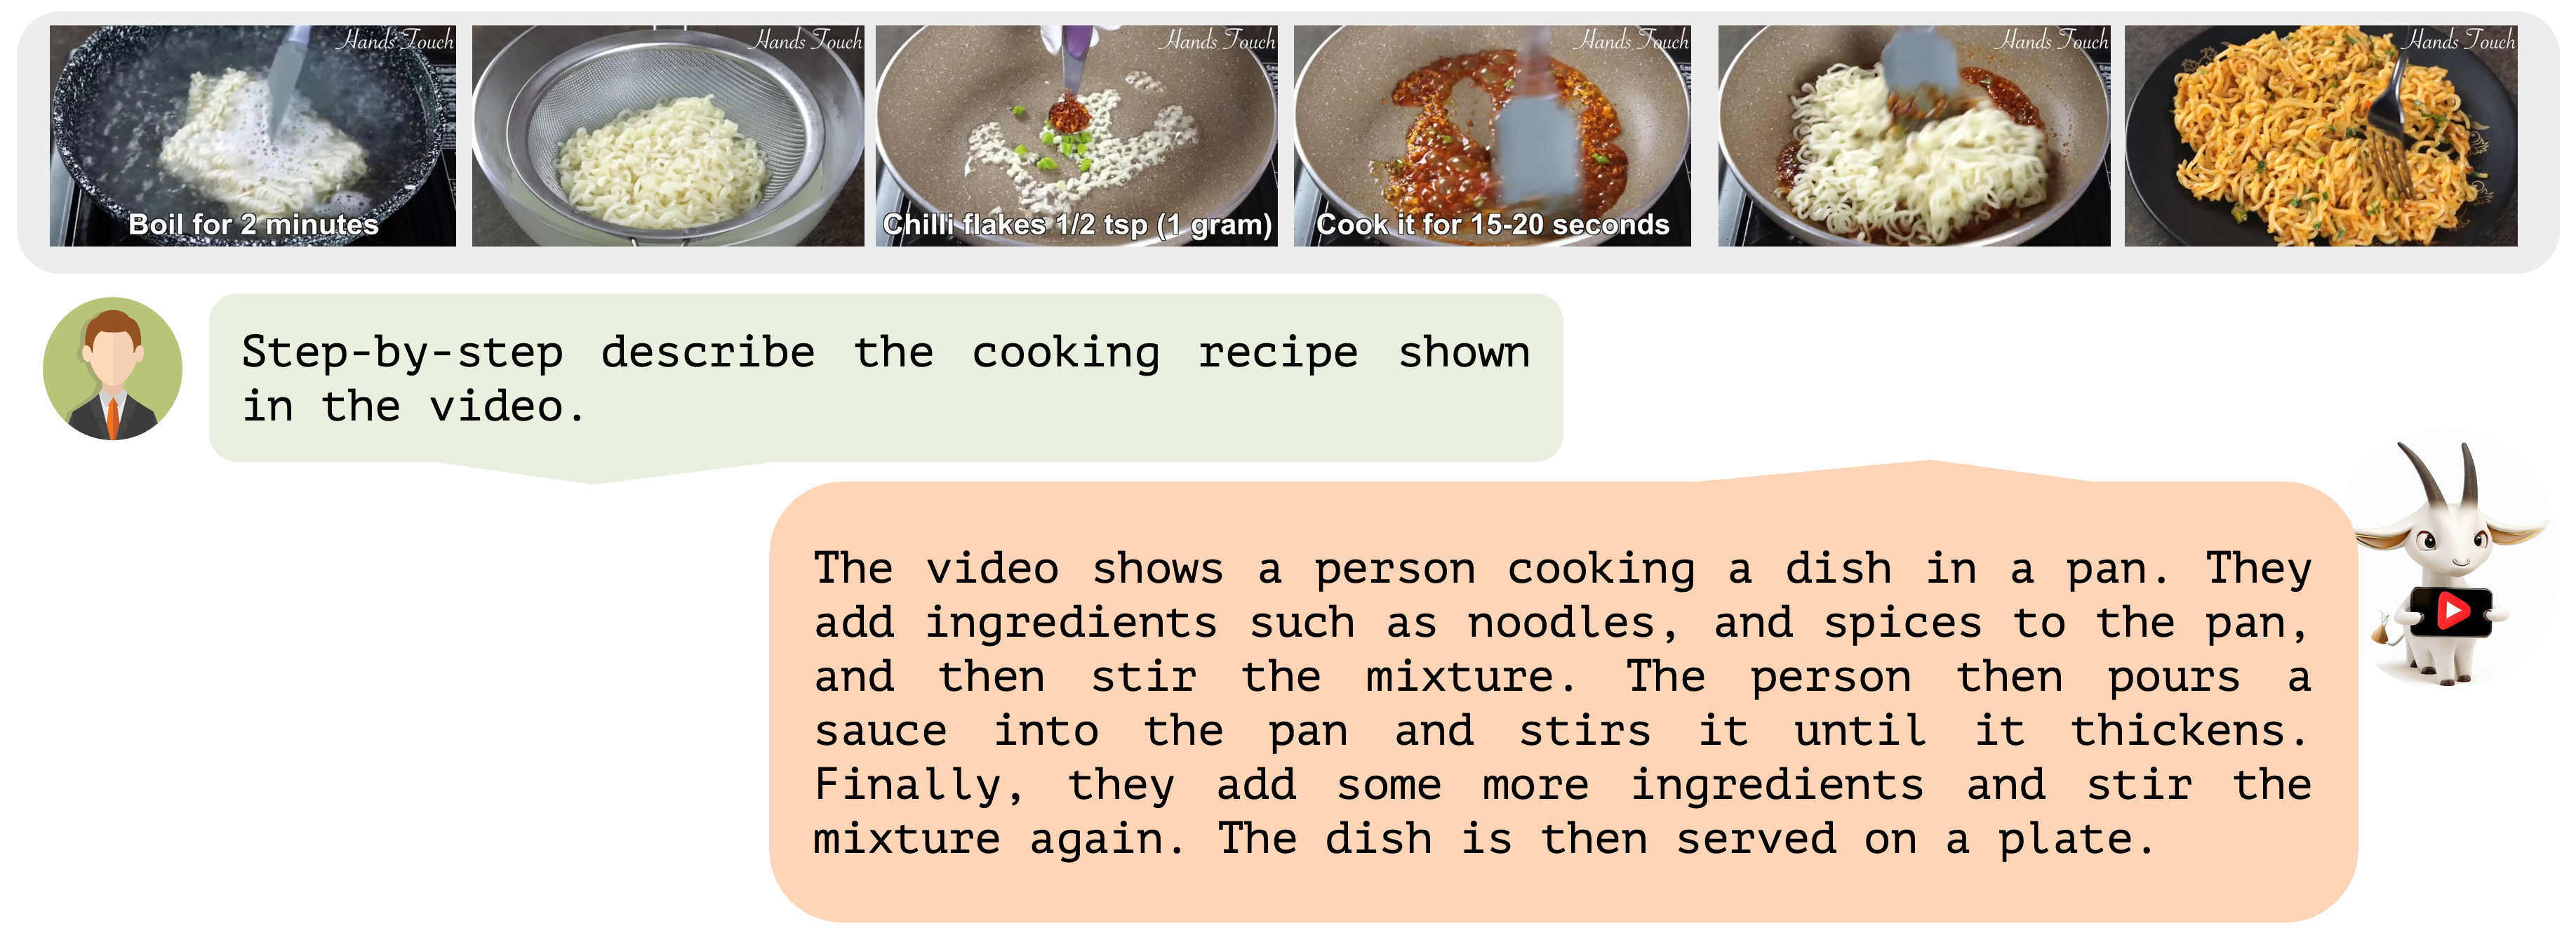 Hands Touch
Hands Touch
Hands Touch
Hands Touch
Hands Touch
Hands Touch
Boil for 2 minutes
Chilli flakes 1/2 tsp (1 gram)
Cook it for 15-20 seconds
Step-by-step describe the cooking recipe shown
in the video.
The video shows a person cooking a dish in a pan. They
add ingredients such as noodles, and spices to the pan,
and then stir the mixture. The person then pours a
sauce into the pan and stirs it until it thickens.
Finally, they add some more ingredients and stir the
mixture again. The dish is then served on a plate.